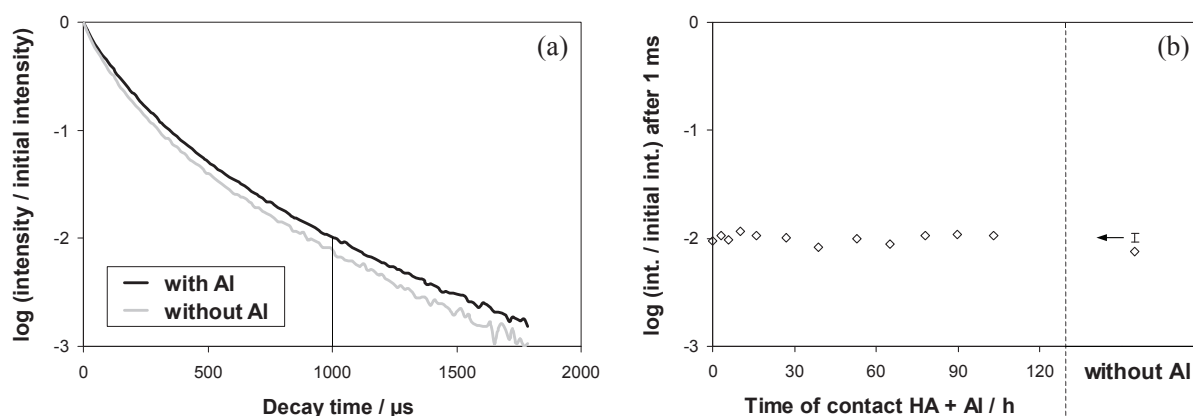 (a)
log (intensity / initial intensity)
0
-1
-2
-3
with Al
without Al
0
500
1000
1500
2000
Decay time / µs
(b)
log (int. / initial int.) after 1 ms
0
-1
-2
-3
0
30
60
90
120
without Al
Time of contact HA + Al / h